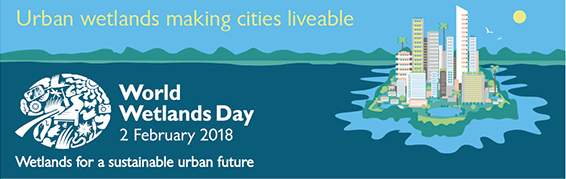 Urban wetlands making cities liveable
World
Wetlands Day
2 February 2018
Wetlands for a sustainable urban future